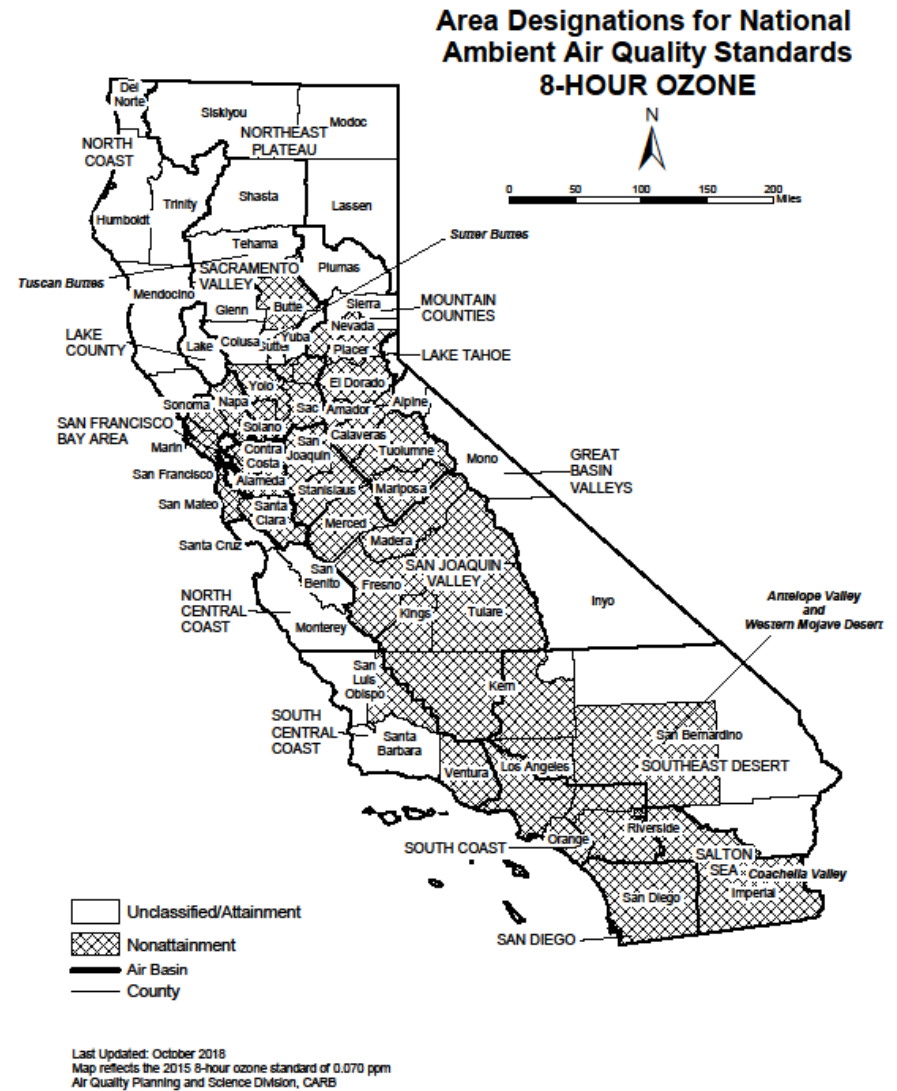 Area Designations for National
Ambient Air Quality Standards
8-HOUR OZONE
N
0 50 100 150 200
Miles
Del
Norte
Siskiyou
Modoc
NORTHEAST
PLATEAU
NORTH
COAST
Shasta
Trinity
Lassen
Humboldt
Sutter Buttes
Tehama
Plumas
Tuscan Buttes
SACRAMENTO
VALLEY
Mendocino
Butte
Sierra
MOUNTAIN
COUNTIES
Glenn
Nevada
LAKE
COUNTY
Lake
Colusa
Sutter
Yuba
Placer
LAKE TAHOE
Yolo
El Dorado
Sonoma
Napa
Sac
Amador
Alpine
SAN FRANCISCO
BAY AREA
Solano
Calaveras
Marin
Contra
Costa
San
Joaquin
Tuolumne
Mono
GREAT
BASIN
VALLEYS
San Francisco
Alameda
Stanislaus
Mariposa
San Mateo
Santa
Clara
Merced
Santa Cruz
Madera
San
Benito
Fresno
SAN JOAQUIN
VALLEY
NORTH
CENTRAL
COAST
Kings
Tulare
Inyo
Antelope Valley
and
Western Mojave Desert
Monterey
San
Luis
Obispo
Kern
SOUTH
CENTRAL
COAST
Santa
Barbara
San Bernardino
Ventura
Los Angeles
SOUTHEAST DESERT
Riverside
Orange
SOUTH COAST
SALTON
SEA
Coachella Valley
San Diego
Imperial
SAN DIEGO
Unclassified/Attainment
Nonattainment
Air Basin
County
Last Updated: October 2018
Map reflects the 2015 8-hour ozone standard of 0.070 ppm
Air Quality Planning and Science Division, CARB